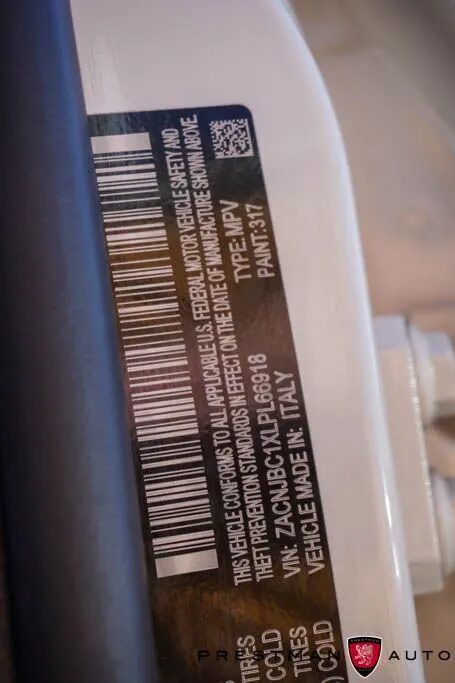 THIS VEHICLE CONFORMS TO ALL APPLICABLE U.S. FEDERAL MOTOR VEHICLE SAFETY AND
THEFT PREVENTION STANDARDS IN EFFECT ON THE DATE OF MANUFACTURE SHOWN ABOVE.
VIN: ZACNJBC1XLPL66918 TYPE: MPV
VEHICLE MADE IN: ITALY PAINT: 317
TIRES
COLD
TIRES
) COLD
PRESTMAN AUTO
PRESTMAN